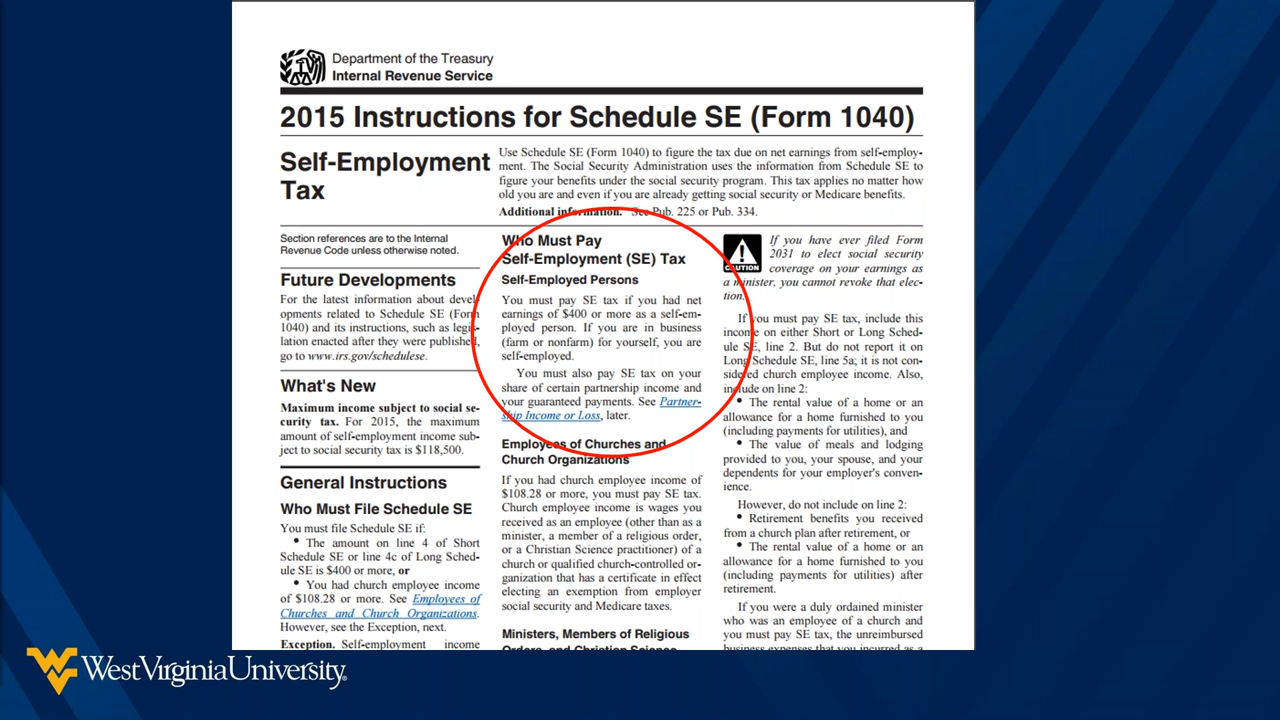 Department of the Treasury
Internal Revenue Service
2015 Instructions for Schedule SE (Form 1040)
Self-Employment
Tax
Use Schedule SE (Form 1040) to figure the tax due on net earnings from self-employ-
ment. The Social Security Administration uses the information from Schedule SE to
figure your benefits under the social security program. This tax applies no matter how
old you are and even if you are already getting social security or Medicare benefits.
Additional information. See Pub. 225 or Pub. 334.
Section references are to the Internal
Revenue Code unless otherwise noted.
Future Developments
For the latest information about devel-
opments related to Schedule SE (Form
1040) and its instructions, such as legis-
lation enacted after they were published,
go to www.irs.gov/schedulese.
What's New
Maximum income subject to social se-
curity tax. For 2015, the maximum
amount of self-employment income sub-
ject to social security tax is $118,500.
General Instructions
Who Must File Schedule SE
You must file Schedule SE if:
• The amount on line 4 of Short
Schedule SE or line 4c of Long Sched-
ule SE is $400 or more, or
• You had church employee income
of $108.28 or more. See Employees of
Churches and Church Organizations.
However, see the Exception, next.
Exception. Self-employment income
Who Must Pay
Self-Employment (SE) Tax
Self-Employed Persons
You must pay SE tax if you had net
earnings of $400 or more as a self-em-
ployed person. If you are in business
(farm or nonfarm) for yourself, you are
self-employed.
You must also pay SE tax on your
share of certain partnership income and
your guaranteed payments. See Partner-
ship Income or Loss, later.
Employees of Churches and
Church Organizations
If you had church employee income of
$108.28 or more, you must pay SE tax.
Church employee income is wages you
received as an employee (other than as a
minister, a member of a religious order,
or a Christian Science practitioner) of a
church or qualified church-controlled or-
ganization that has a certificate in effect
electing an exemption from employer
social security and Medicare taxes.
Ministers, Members of Religious
Orders, and Christian Science
CAUTION
If you have ever filed Form
2031 to elect social security
coverage on your earnings as
a minister, you cannot revoke that elec-
tion.
If you must pay SE tax, include this
income on either Short or Long Sched-
ule SE, line 2. But do not report it on
Long Schedule SE, line 5a; it is not con-
sidered church employee income. Also,
include on line 2:
• The rental value of a home or an
allowance for a home furnished to you
(including payments for utilities), and
• The value of meals and lodging
provided to you, your spouse, and your
dependents for your employer's conven-
ience.
However, do not include on line 2:
• Retirement benefits you received
from a church plan after retirement, or
• The rental value of a home or an
allowance for a home furnished to you
(including payments for utilities) after
retirement.
If you were a duly ordained minister
who was an employee of a church and
you must pay SE tax, the unreimbursed
business expenses that you incurred as a
WestVirginiaUniversity.